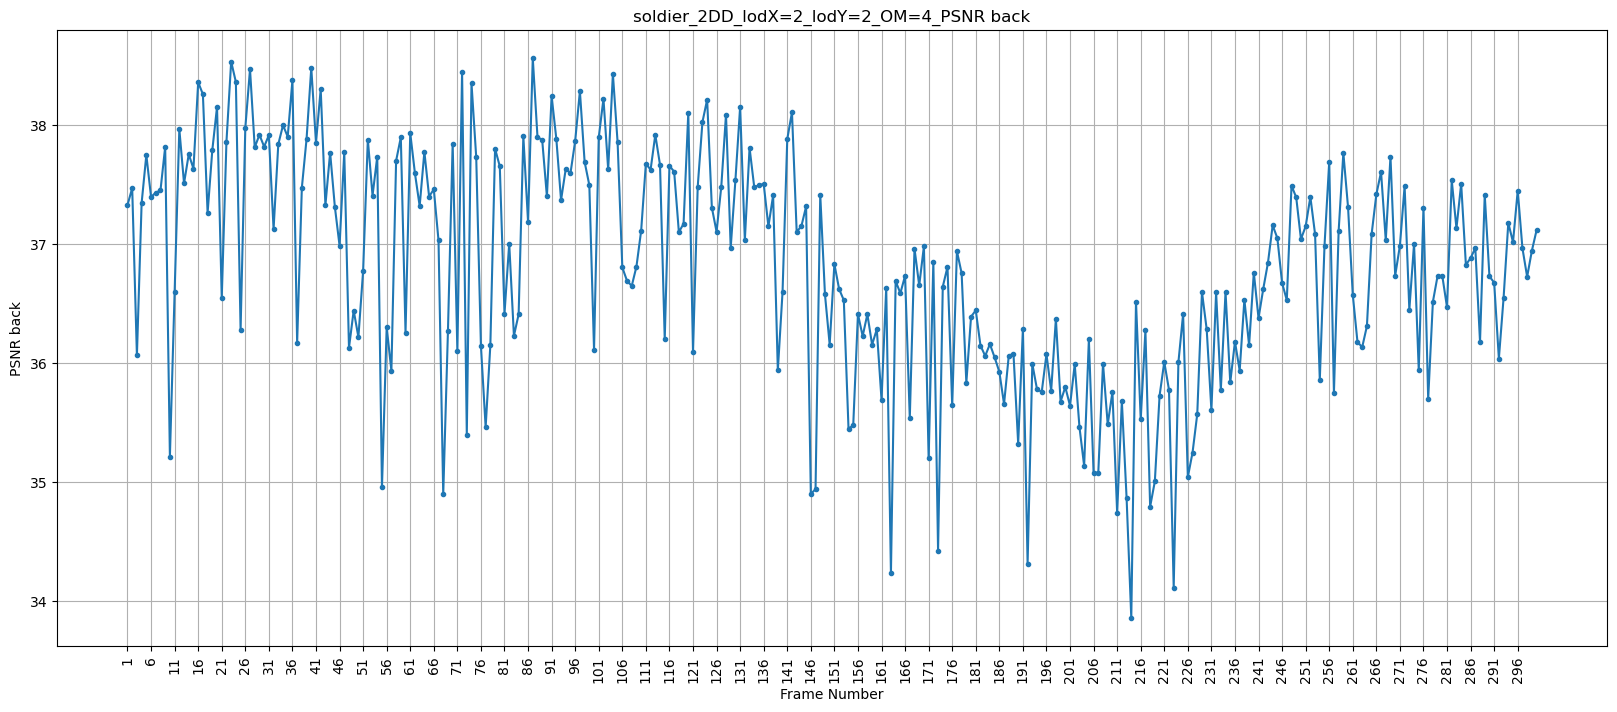 soldier_2DD_lodX=2_lodY=2_OM=4_PSNR back
PSNR back
38
37
36
35
34
1 6 11 16 21 26 31 36 41 46 51 56 61 66 71 76 81 86 91 96 101 106 111 116 121 126 131 136 141 146 151 156 161 166 171 176 181 186 191 196 201 206 211 216 221 226 231 236 241 246 251 256 261 266 271 276 281 286 291 296
Frame Number